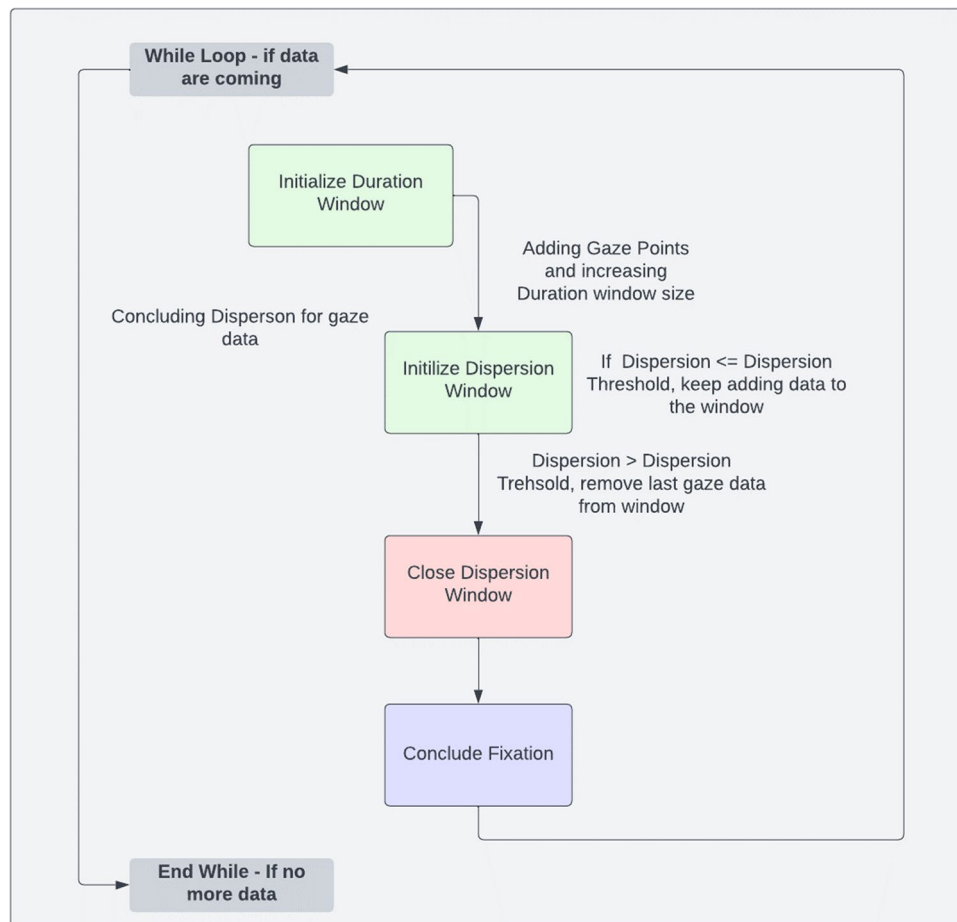 While Loop - if data
are coming
Initialize Duration
Window
Adding Gaze Points
and increasing
Duration window size
Concluding Disperson for gaze
data
Initilize Dispersion
Window
If Dispersion <= Dispersion
Threshold, keep adding data to
the window
Dispersion > Dispersion
Trehsold, remove last gaze data
from window
Close Dispersion
Window
Conclude Fixation
End While - If no
more data